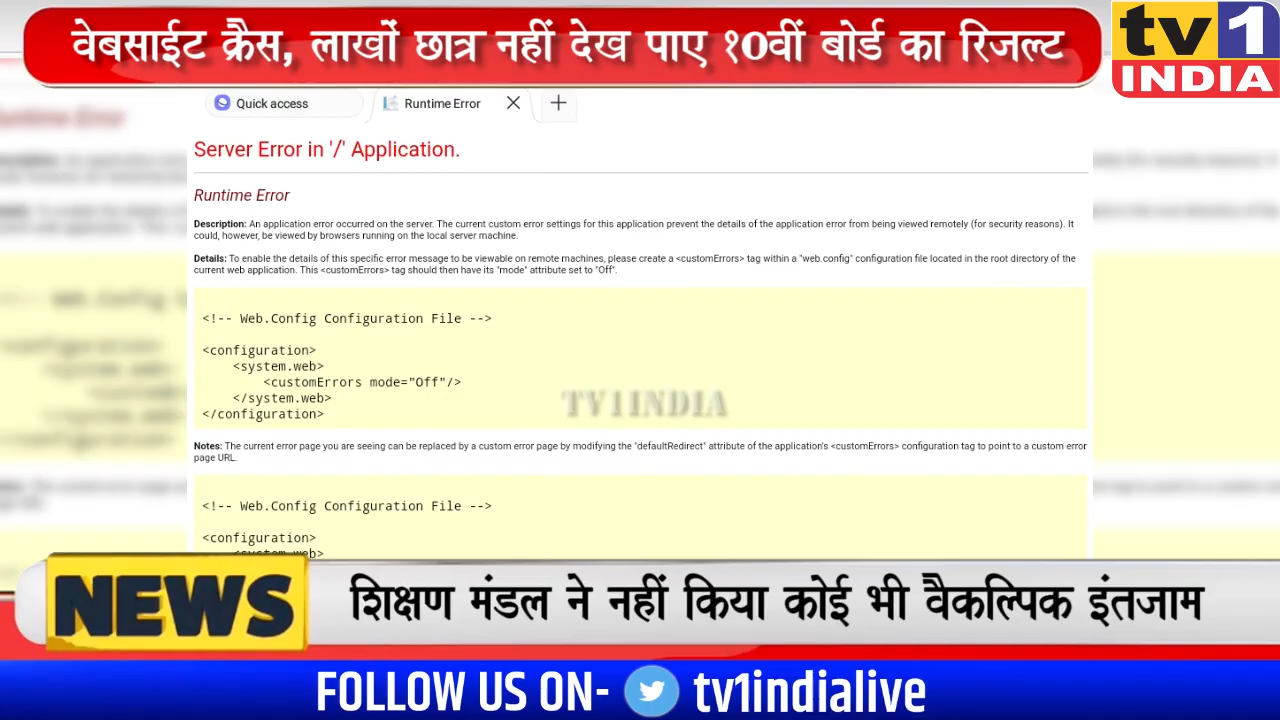 वेबसाईट क्रैस, लाखों छात्र नहीं देख पाए १0वीं बोर्ड का रिजल्ट
tv1
INDIA
Quick access
Runtime Error
Server Error in '/' Application.
Runtime Error
Description: An application error occurred on the server. The current custom error settings for this application prevent the details of the application error from being viewed remotely (for security reasons). It
could, however, be viewed by browsers running on the local server machine.
Details: To enable the details of this specific error message to be viewable on remote machines, please create a <customErrors> tag within a "web.config" configuration file located in the root directory of the
current web application. This <customErrors> tag should then have its "mode" attribute set to "Off".
<!-- Web.Config Configuration File -->
<configuration>
<system.web>
<customErrors mode="Off"/>
</system.web>
</configuration>
TV1INDIA
Notes: The current error page you are seeing can be replaced by a custom error page by modifying the "defaultRedirect" attribute of the application's <customErrors> configuration tag to point to a custom error
page URL.
<!-- Web.Config Configuration File -->
<configuration>
<system.web>
NEWS
शिक्षण मंडल ने नहीं किया कोई भी वैकल्पिक इंतजाम
FOLLOW US ON- tv1indialive